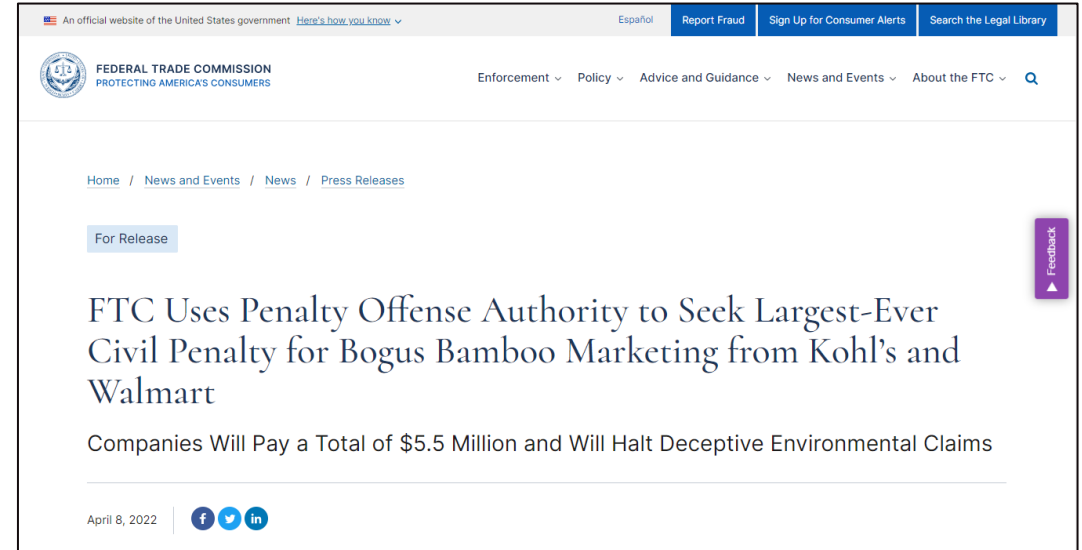 An official website of the United States government Here's how you know
Español
Report Fraud
Sign Up for Consumer Alerts
Search the Legal Library
FEDERAL TRADE COMMISSION
PROTECTING AMERICA'S CONSUMERS
Enforcement
Policy
Advice and Guidance
News and Events
About the FTC
Home / News and Events / News / Press Releases
Feedback
For Release
FTC Uses Penalty Offense Authority to Seek Largest-Ever
Civil Penalty for Bogus Bamboo Marketing from Kohl's and
Walmart
Companies Will Pay a Total of $5.5 Million and Will Halt Deceptive Environmental Claims
April 8, 2022